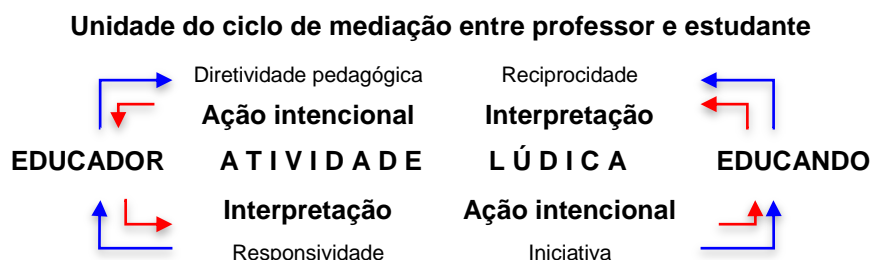 Unidade do ciclo de mediação entre professor e estudante
Diretividade pedagógica Reciprocidade
Ação intencional Interpretação
EDUCADOR A T I V I D A D E L Ú D I C A EDUCANDO
Interpretação Ação intencional
Responsividade Iniciativa